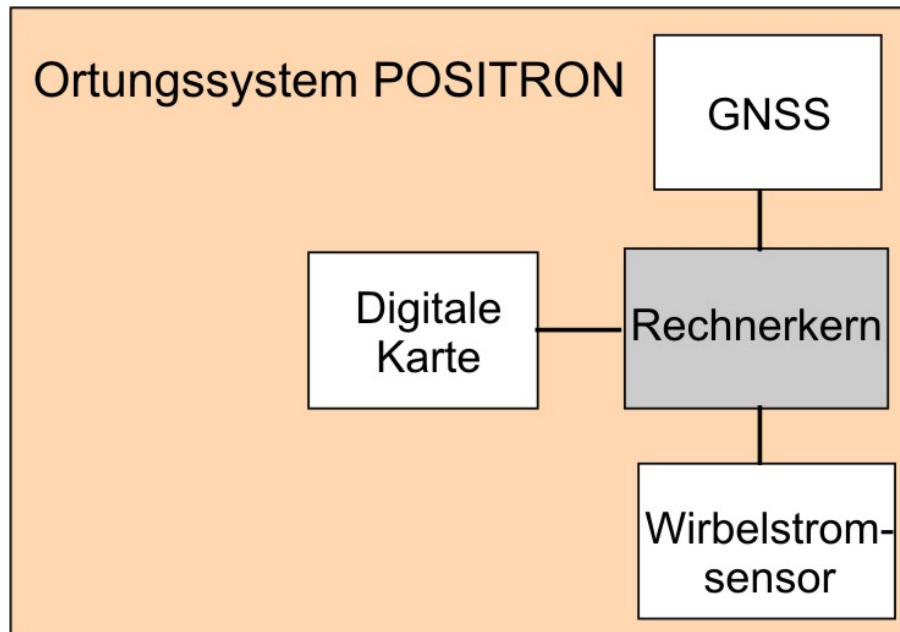 Ortungssystem POSITRON
GNSS
Digitale
Karte
Rechnerkern
Wirbelstrom-
sensor